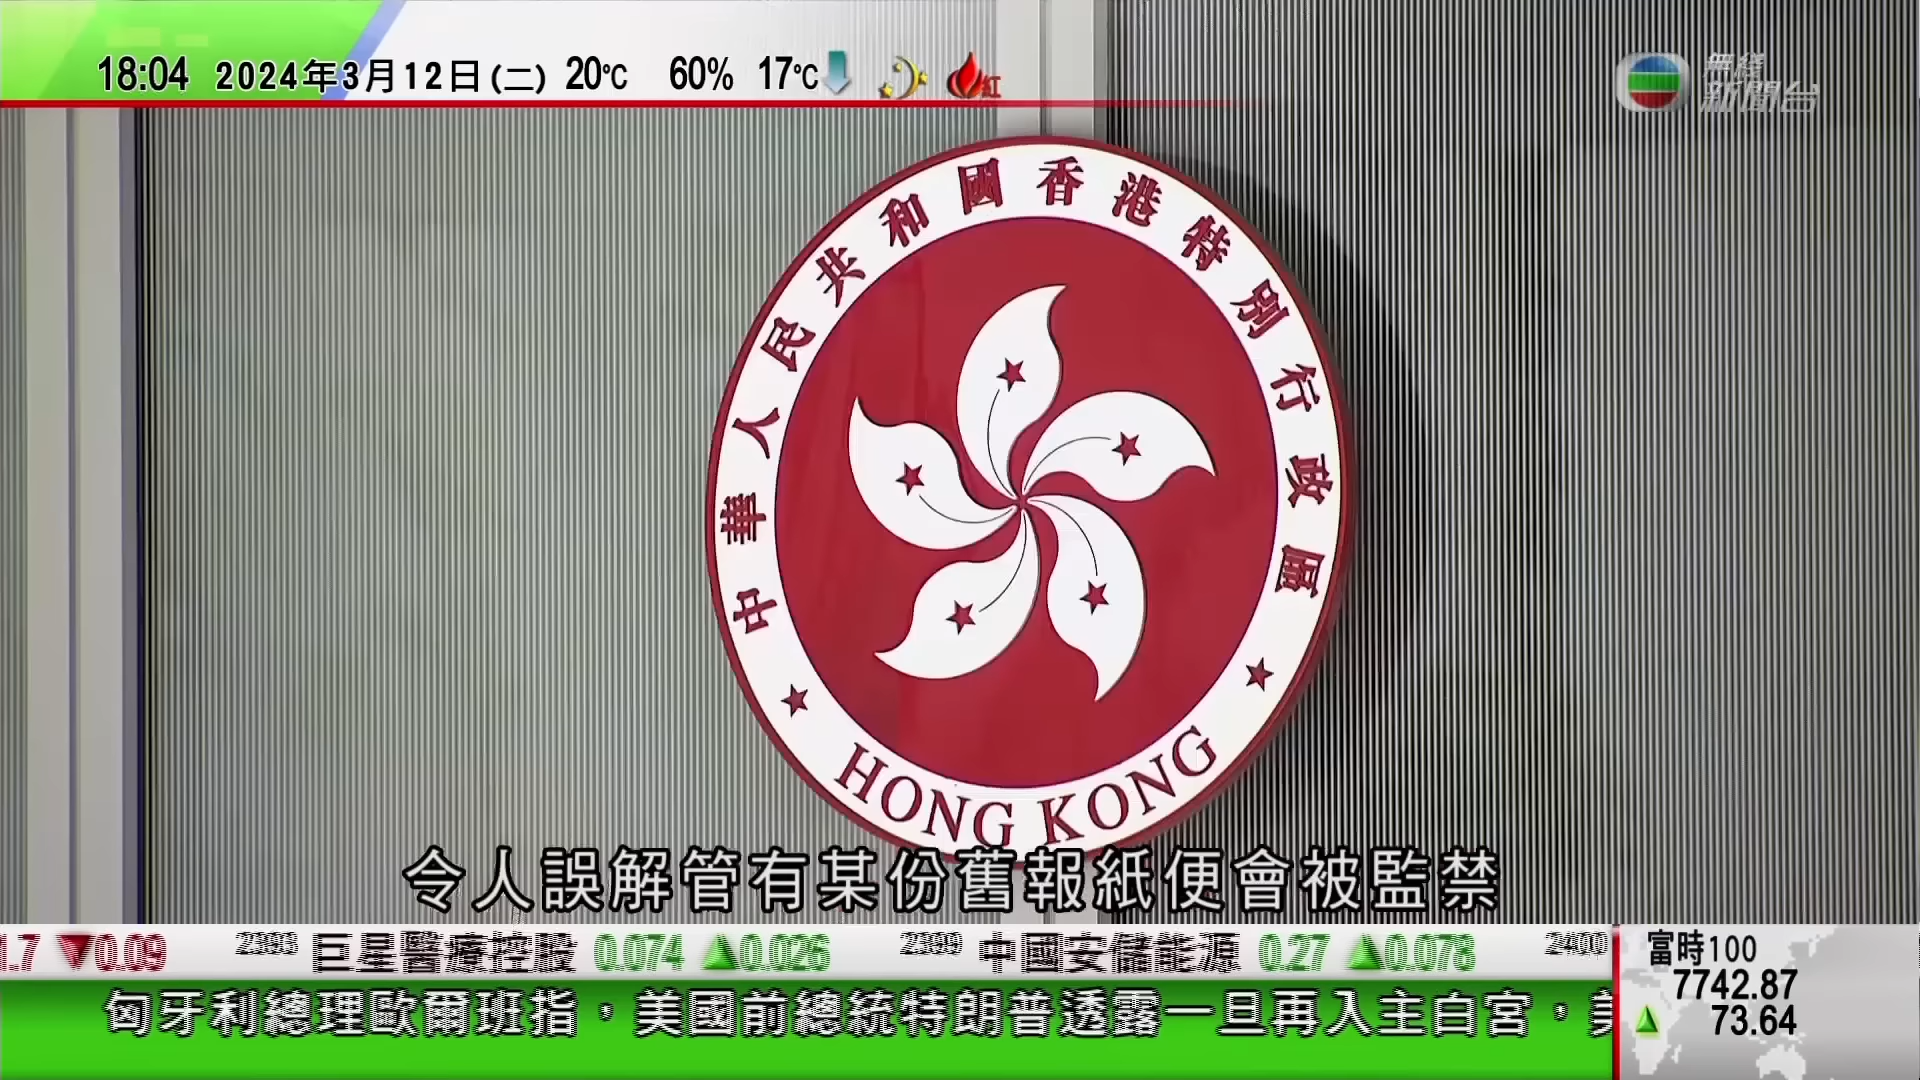 18:04 2024年3月12日(二) 20℃ 60% 17℃ 紅
無綫
新聞台
中華人民共和國香港特別行政區
HONG KONG
令人誤解管有某份舊報紙便會被監禁
1.7 ▼0.09 2398 巨星醫療控股 0.074 ▲0.026 2399 中國安儲能源 0.27 ▲0.078 2400
匈牙利總理歐爾班指，美國前總統特朗普透露一旦再入主白宮，美
富時100
7742.87
▲ 73.64